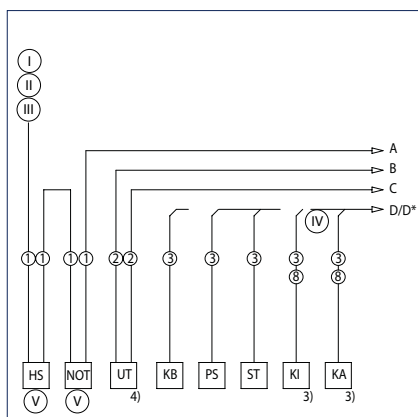 I
II
III
A
B
C
D/D*
IV
1 1 1 1 2 2 3 3 3 3 3
8 8
HS NOT UT KB PS ST KI KA
V V 4) 3) 3)